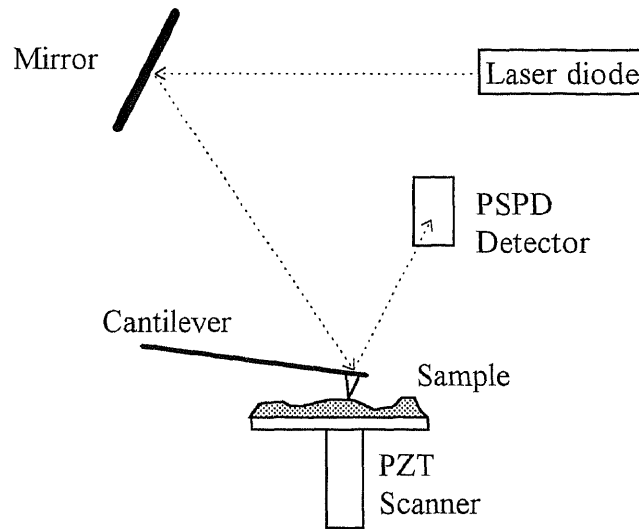 Mirror
Laser diode
PSPD
Detector
Cantilever
Sample
PZT
Scanner